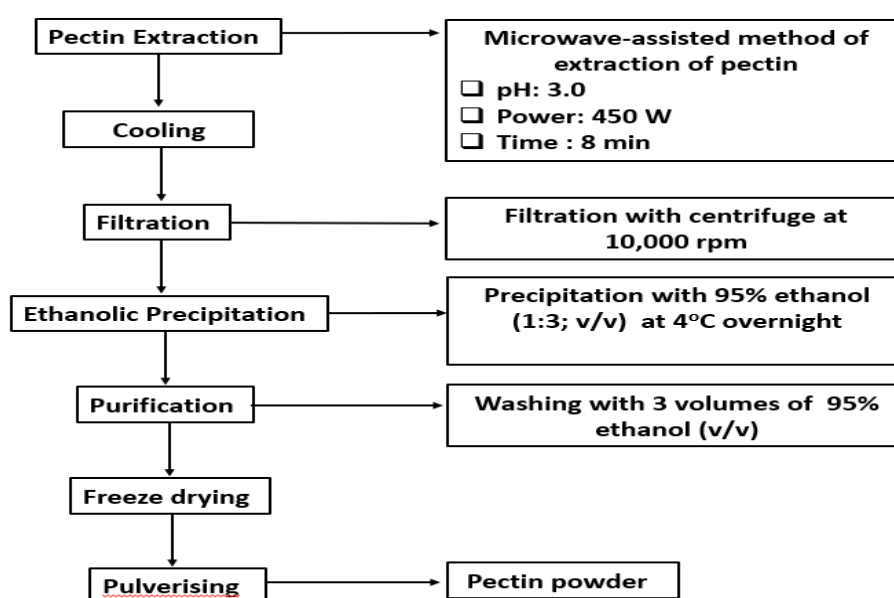 Pectin Extraction
Microwave-assisted method of
extraction of pectin
❑ pH: 3.0
❑ Power: 450 W
❑ Time : 8 min
Cooling
Filtration
Filtration with centrifuge at
10,000 rpm
Ethanolic Precipitation
Precipitation with 95% ethanol
(1:3; v/v) at 4°C overnight
Purification
Washing with 3 volumes of 95%
ethanol (v/v)
Freeze drying
Pulverising
Pectin powder